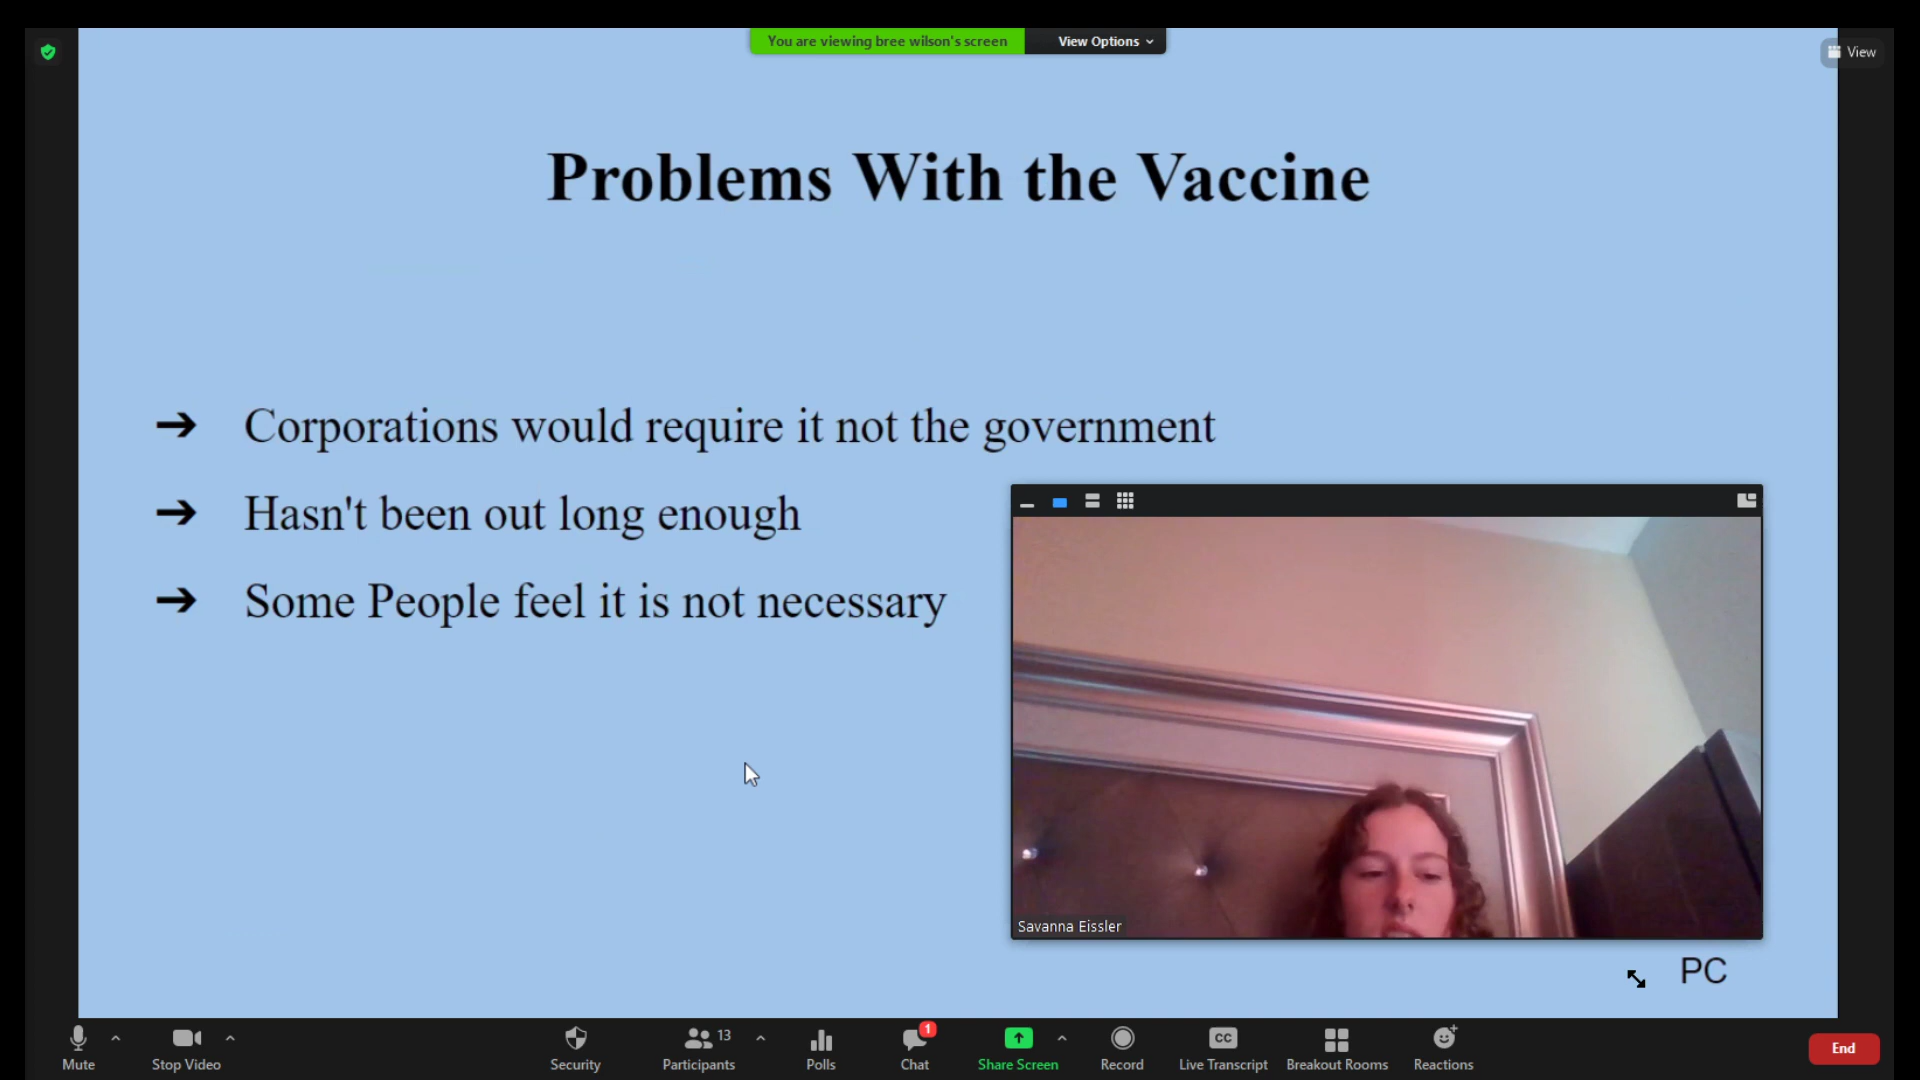 You are viewing bree wilson's screen
View Options
View
Problems With the Vaccine
➔ Corporations would require it not the government
➔ Hasn't been out long enough
➔ Some People feel it is not necessary
Savanna Eissler
PC
Mute
Stop Video
Security
13
Participants
Polls
1
Chat
Share Screen
Record
CC
Live Transcript
Breakout Rooms
Reactions
End